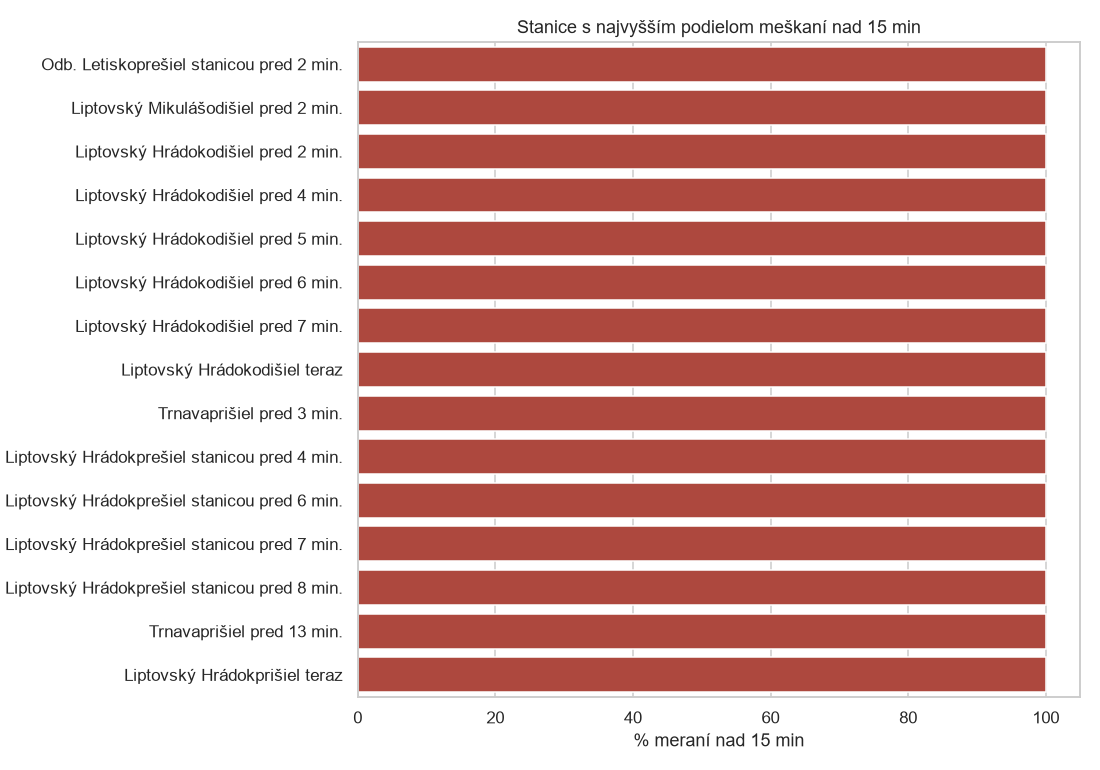 Stanice s najvyšším podielom meškaní nad 15 min
Odb. Letiskoprešiel stanicou pred 2 min.
Liptovský Mikulášodišiel pred 2 min.
Liptovský Hrádokodišiel pred 2 min.
Liptovský Hrádokodišiel pred 4 min.
Liptovský Hrádokodišiel pred 5 min.
Liptovský Hrádokodišiel pred 6 min.
Liptovský Hrádokodišiel pred 7 min.
Liptovský Hrádokodišiel teraz
Trnavaprišiel pred 3 min.
Liptovský Hrádokprešiel stanicou pred 4 min.
Liptovský Hrádokprešiel stanicou pred 6 min.
Liptovský Hrádokprešiel stanicou pred 7 min.
Liptovský Hrádokprešiel stanicou pred 8 min.
Trnavaprišiel pred 13 min.
Liptovský Hrádokprišiel teraz
0 20 40 60 80 100
% meraní nad 15 min